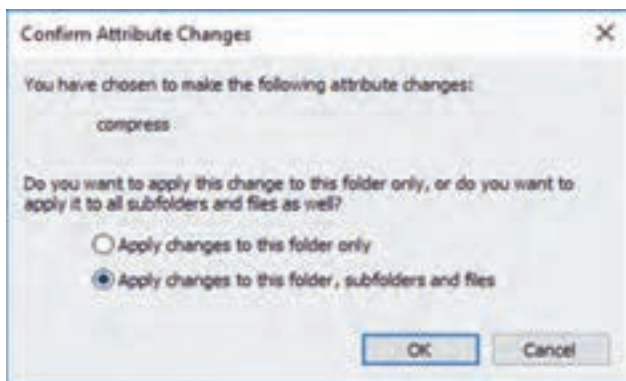 Confirm Attribute Changes
You have chosen to make the following attribute changes:
compress
Do you want to apply this change to this folder only, or do you want to
apply it to all subfolders and files as well?
Apply changes to this folder only
Apply changes to this folder, subfolders and files
OK Cancel